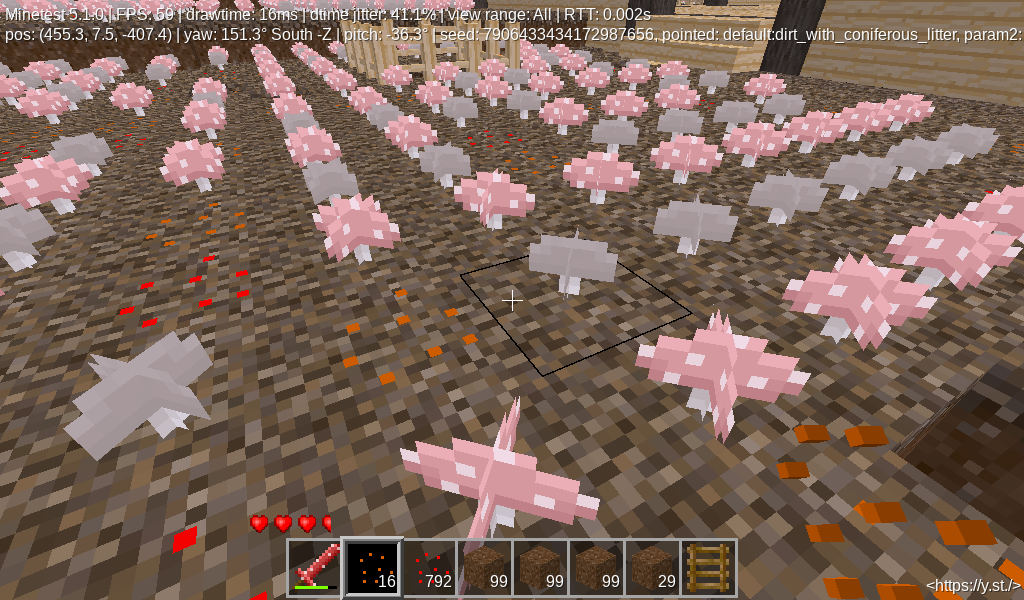 Minetest 5.1.0 | FPS: 59 | drawtime: 16ms | dtime jitter: 41.1% | view range: All | RTT: 0.002s
pos: (455.3, 7.5, -407.4) | yaw: 151.3° South -Z | pitch: -36.3° | seed: 7906433434172987656, pointed: default:dirt_with_coniferous_litter, param2:
16 792 99 99 99 29
<https://y.st./>